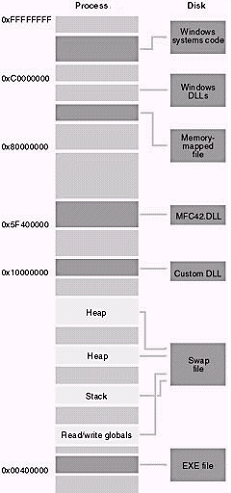 Process
Disk
0xFFFFFFFF
Windows
systems code
0xC0000000
Windows
DLLs
Memory-
mapped
file
0x80000000
MFC42.DLL
0x5F400000
0x10000000
Custom DLL
Heap
Heap
Swap
file
Stack
Read/write globals
0x00400000
EXE file